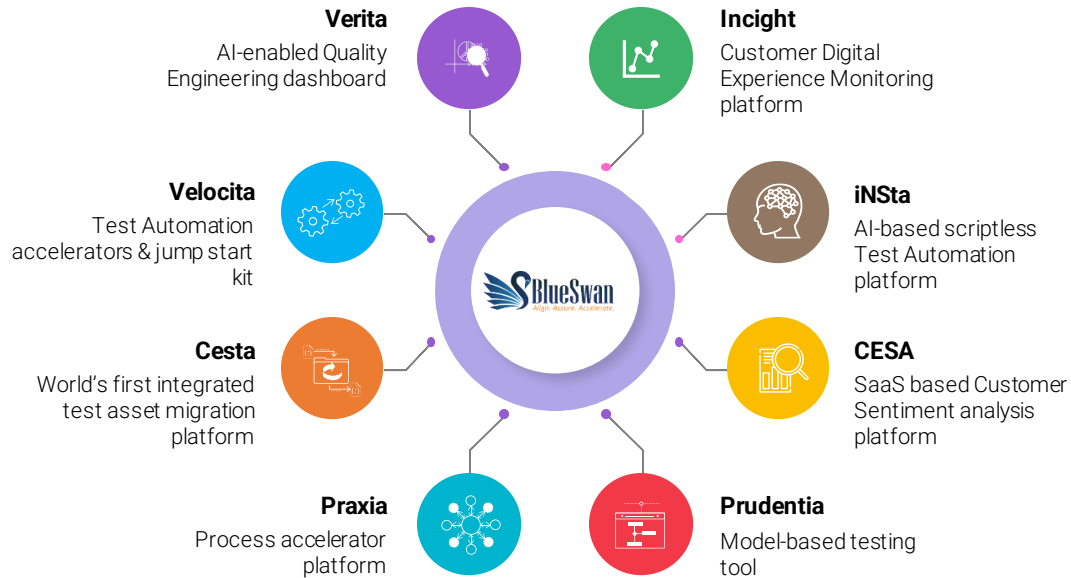 Verita
AI-enabled Quality
Engineering dashboard
Incight
Customer Digital
Experience Monitoring
platform
Velocita
Test Automation
accelerators & jump start
kit
iNSta
AI-based scriptless
Test Automation
platform
BlueSwan
Align. Assure. Accelerate.
Cesta
World's first integrated
test asset migration
platform
CESA
SaaS based Customer
Sentiment analysis
platform
Praxia
Process accelerator
platform
Prudentia
Model-based testing
tool